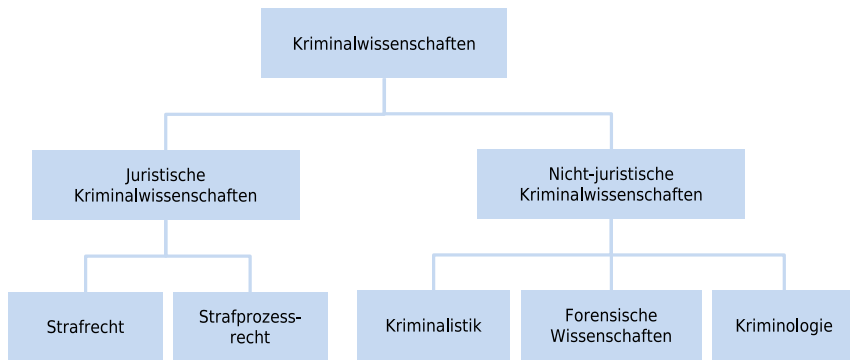 Kriminalwissenschaften
Juristische
Kriminalwissenschaften
Nicht-juristische
Kriminalwissenschaften
Strafrecht
Strafprozess-
recht
Kriminalistik
Forensische
Wissenschaften
Kriminologie